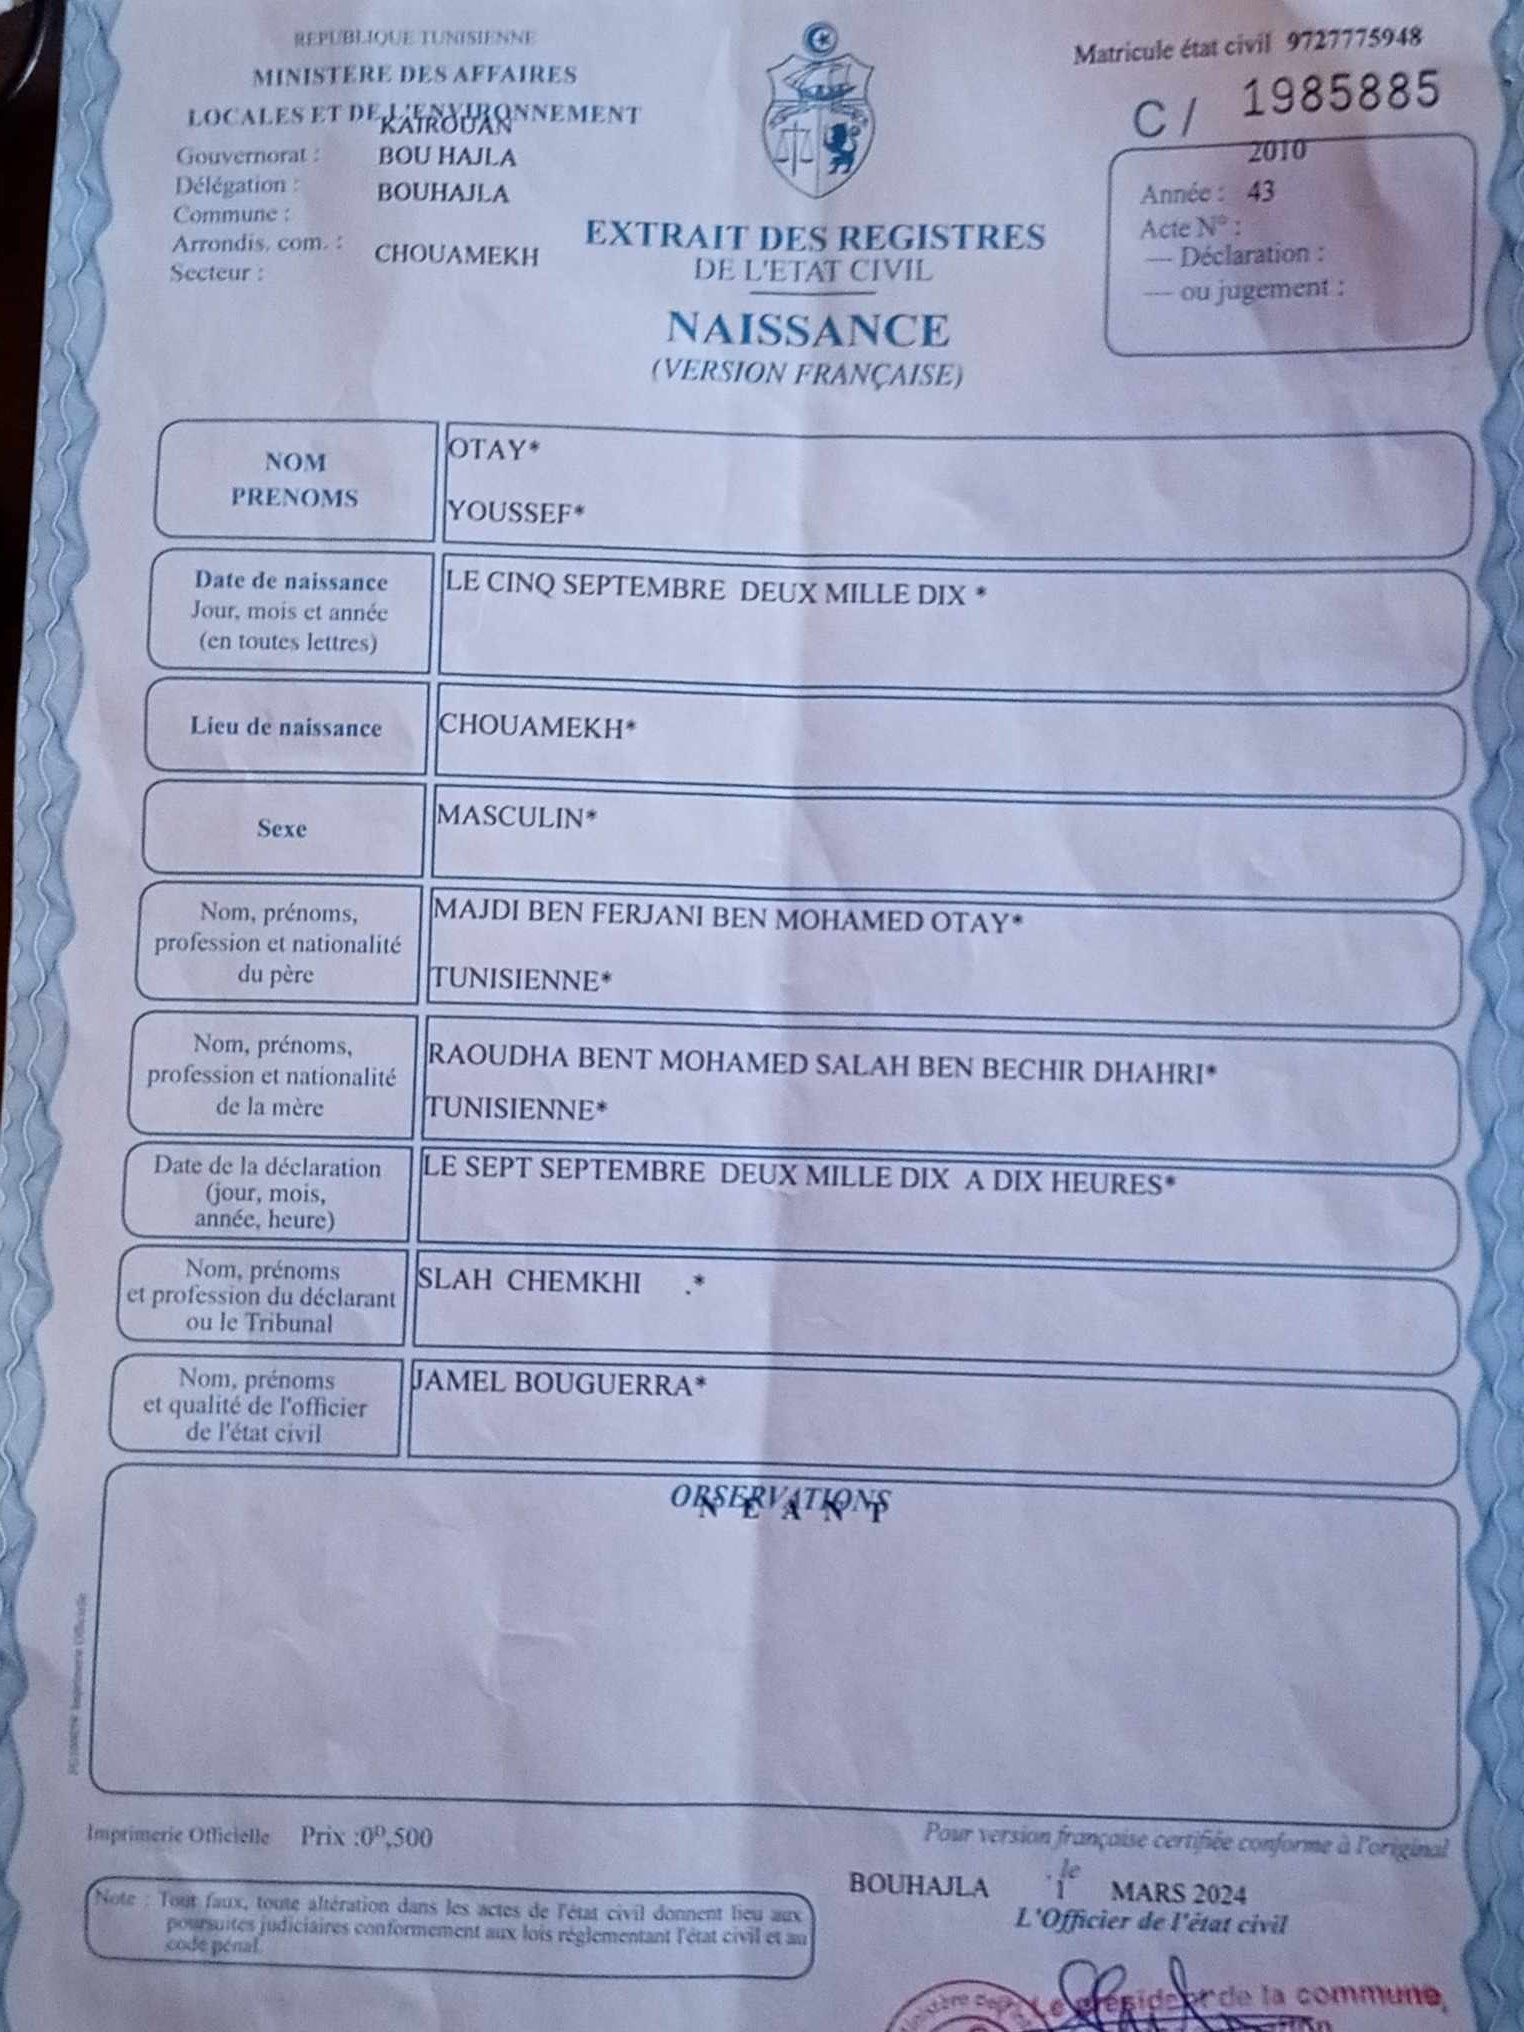 REPUBLIQUE TUNISIENNE
MINISTERE DES AFFAIRES
LOCALES ET DE L'ENVIRONNEMENT
KAIROUAN
Gouvernorat : BOU HAJLA
Délégation : BOUHAJLA
Commune :
Arrondis. com. : CHOUAMEKH
Secteur :
Matricule état civil 9727775948
C/ 1985885
2010
Année : 43
Acte N° :
— Déclaration :
— ou jugement :
EXTRAIT DES REGISTRES
DE L'ETAT CIVIL
NAISSANCE
(VERSION FRANÇAISE)
NOM OTAY*
PRENOMS YOUSSEF*
Date de naissance LE CINQ SEPTEMBRE DEUX MILLE DIX *
Jour, mois et année
(en toutes lettres)
Lieu de naissance CHOUAMEKH*
Sexe MASCULIN*
Nom, prénoms, MAJDI BEN FERJANI BEN MOHAMED OTAY*
profession et nationalité
du père TUNISIENNE*
Nom, prénoms, RAOUDHA BENT MOHAMED SALAH BEN BECHIR DHAHRI*
profession et nationalité
de la mère TUNISIENNE*
Date de la déclaration LE SEPT SEPTEMBRE DEUX MILLE DIX A DIX HEURES*
(jour, mois,
année, heure)
Nom, prénoms SLAH CHEMKHI .*
et profession du déclarant
ou le Tribunal
Nom, prénoms JAMEL BOUGUERRA*
et qualité de l'officier
de l'état civil
OBSERVATIONS
N E A N T
Imprimerie Officielle Prix :0ᴰ,500
Pour version française certifiée conforme à l'original
BOUHAJLA le 1 MARS 2024
L'Officier de l'état civil
Note : Tout faux, toute altération dans les actes de l'état civil donnent lieu aux
poursuites judiciaires conformement aux lois réglementant l'état civil et au
code pénal.
Le président de la commune,